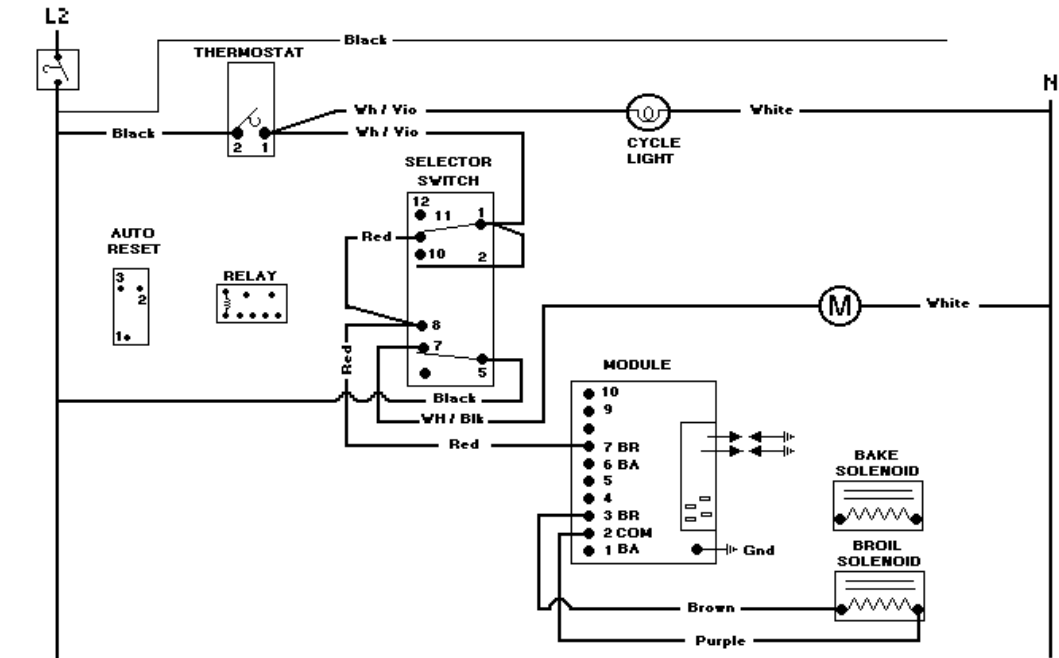 L2
Black
THERMOSTAT
N
Wh / Vio
White
Black
Wh / Vio
2 1
CYCLE
LIGHT
SELECTOR
SWITCH
12
11 1
Red
10 2
AUTO
RESET
3
2
1
RELAY
M
White
8
7
5
Red
MODULE
Black
10
9
WH / Blk
Red
7 BR
6 BA
5
4
3 BR
2 COM
1 BA
Gnd
BAKE
SOLENOID
BROIL
SOLENOID
Brown
Purple